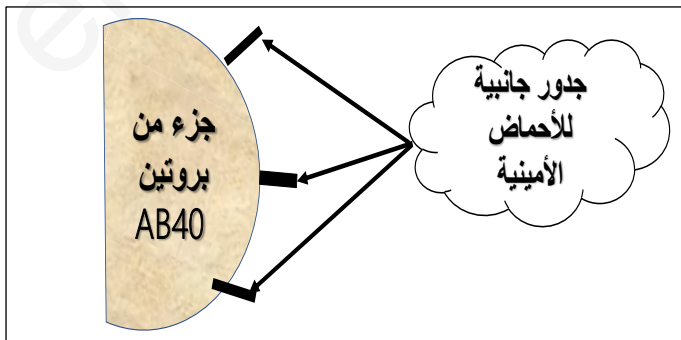 جزء من
بروتين
AB40
جدور جانبية
للأحماض
الأمينية